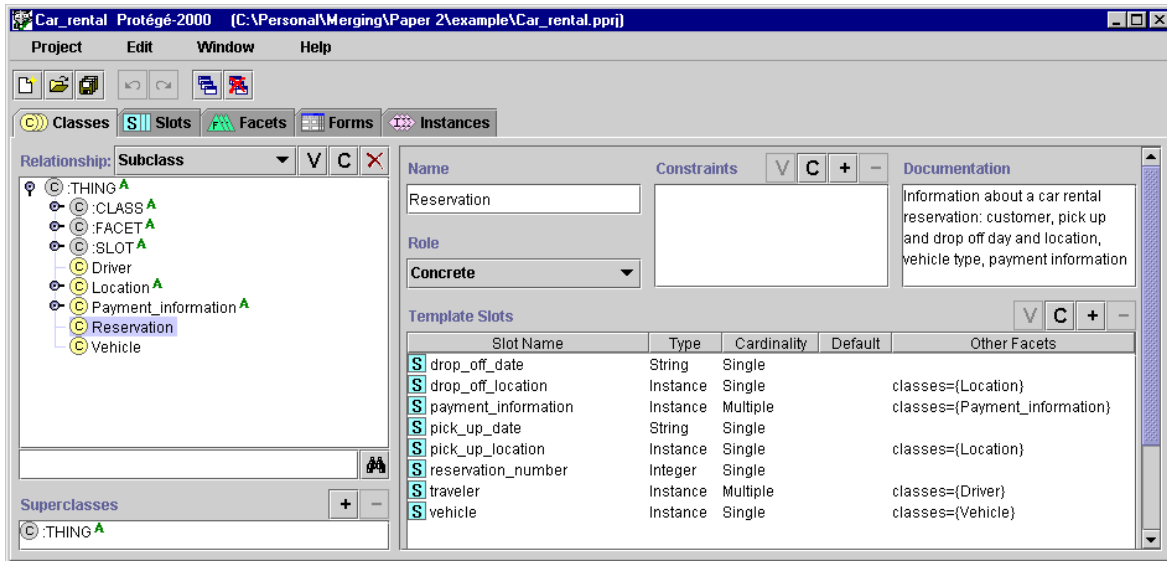 Car_rental Protégé-2000 (C:\Personal\Merging\Paper 2\example\Car_rental.pprj)
Project Edit Window Help
C Classes S Slots Facets Forms I Instances
Relationship: Subclass V C
C :THING A
C :CLASS A
C :FACET A
C :SLOT A
C Driver
C Location A
C Payment_information A
C Reservation
C Vehicle
Superclasses + −
C :THING A
Name
Reservation
Role
Concrete
Constraints V C + −
Documentation
Information about a car rental
reservation: customer, pick up
and drop off day and location,
vehicle type, payment information
Template Slots V C + −
Slot Name Type Cardinality Default Other Facets
S drop_off_date String Single
S drop_off_location Instance Single classes={Location}
S payment_information Instance Multiple classes={Payment_information}
S pick_up_date String Single
S pick_up_location Instance Single classes={Location}
S reservation_number Integer Single
S traveler Instance Multiple classes={Driver}
S vehicle Instance Single classes={Vehicle}